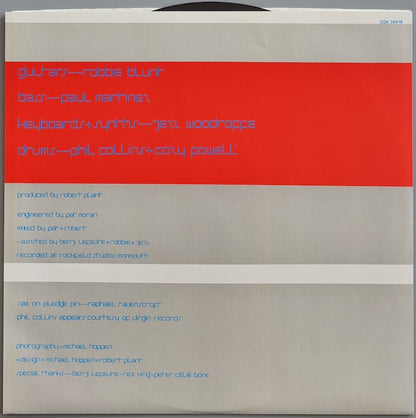 SSK 59418
guitars--robbie blunt
bass--paul martinez
keyboards+synths--jezz woodroffe
drums--phil collins+cozy powell
produced by robert plant
engineered by pat moran
mixed by pat + robert
-assisted by benji lefevre+robbie+jezz
recorded at rockfield studios monmouth
sax on pledge pin--raphael ravenscroft
phil collins appears courtesy of virgin records
photography=michael hoppen
=design=michael hoppen+robert plant
special thanks--benji lefevre-rex king-peter bone